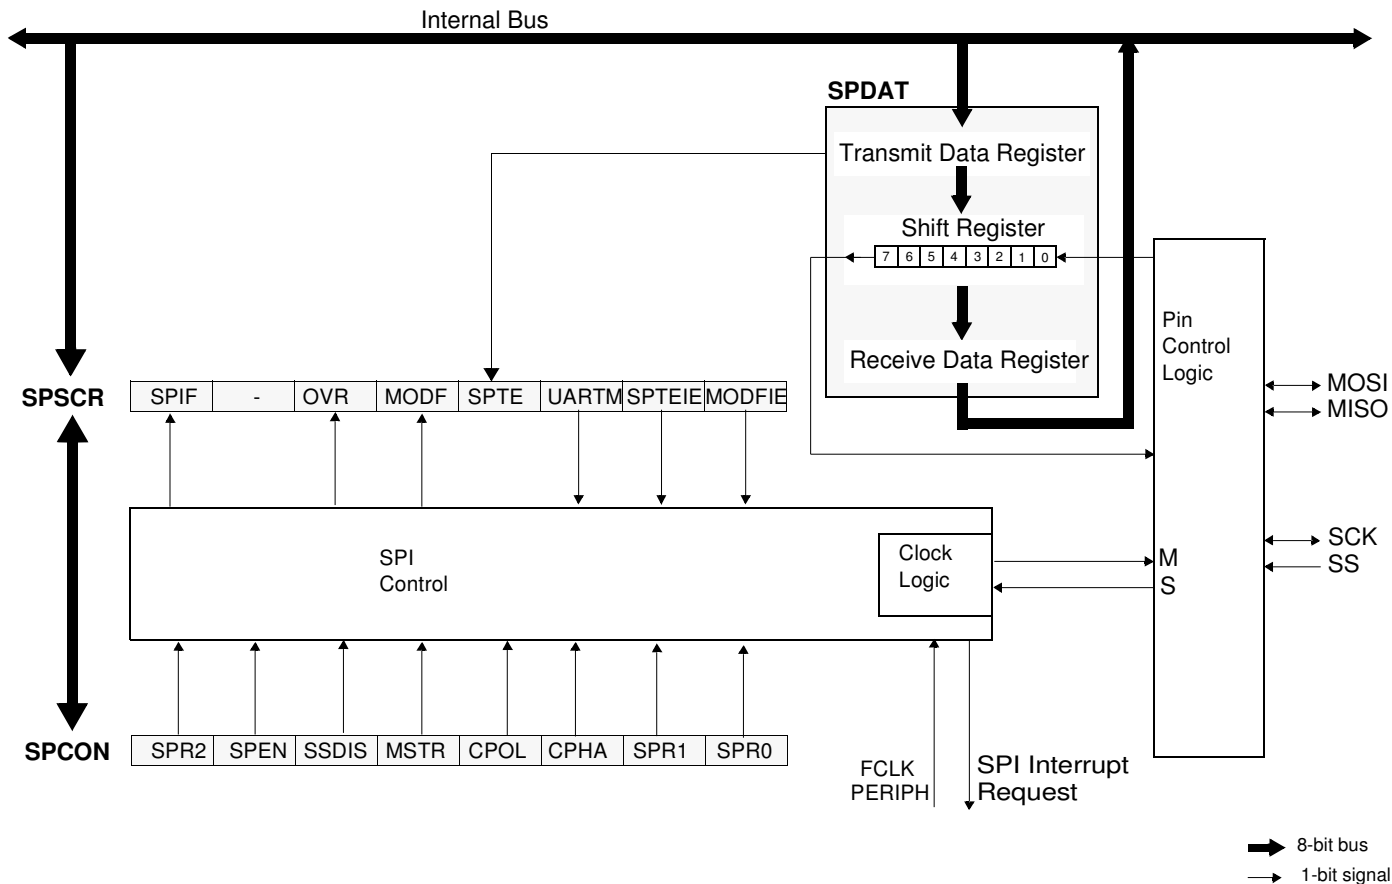 Internal Bus
SPDAT
Transmit Data Register
Shift Register
7 6 5 4 3 2 1 0
Receive Data Register
Pin
Control
Logic
MOSI
MISO
SPSCR
SPIF - OVR MODF SPTE UARTM SPTEIE MODFIE
SPI
Control
Clock
Logic
M
S
SCK
SS
SPCON
SPR2 SPEN SSDIS MSTR CPOL CPHA SPR1 SPR0
FCLK
PERIPH
SPI Interrupt
Request
8-bit bus
1-bit signal